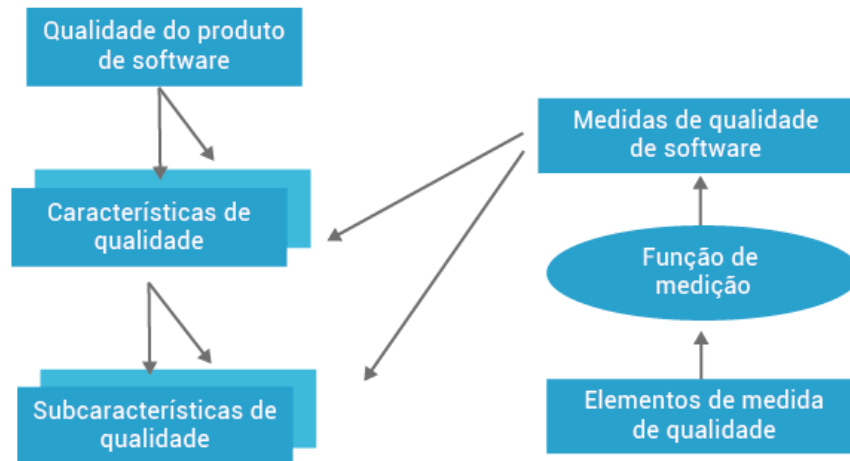 Qualidade do produto
de software
Medidas de qualidade
de software
Características de
qualidade
Função de
medição
Subcaracterísticas de
qualidade
Elementos de medida
de qualidade